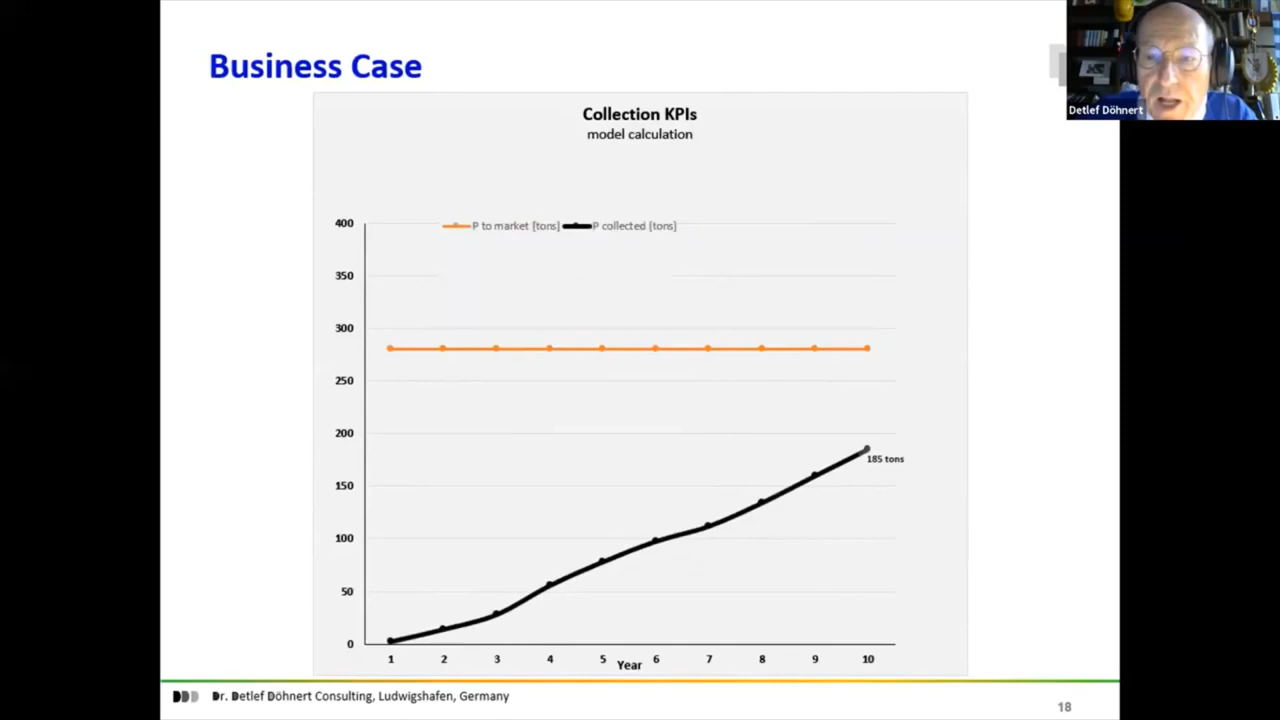 Business Case
Detlef Döhnert
Collection KPIs
model calculation
P to market [tons] P collected [tons]
400
350
300
250
200
150
100
50
0
185 tons
1 2 3 4 5 6 7 8 9 10
Year
Dr. Detlef Döhnert Consulting, Ludwigshafen, Germany
18